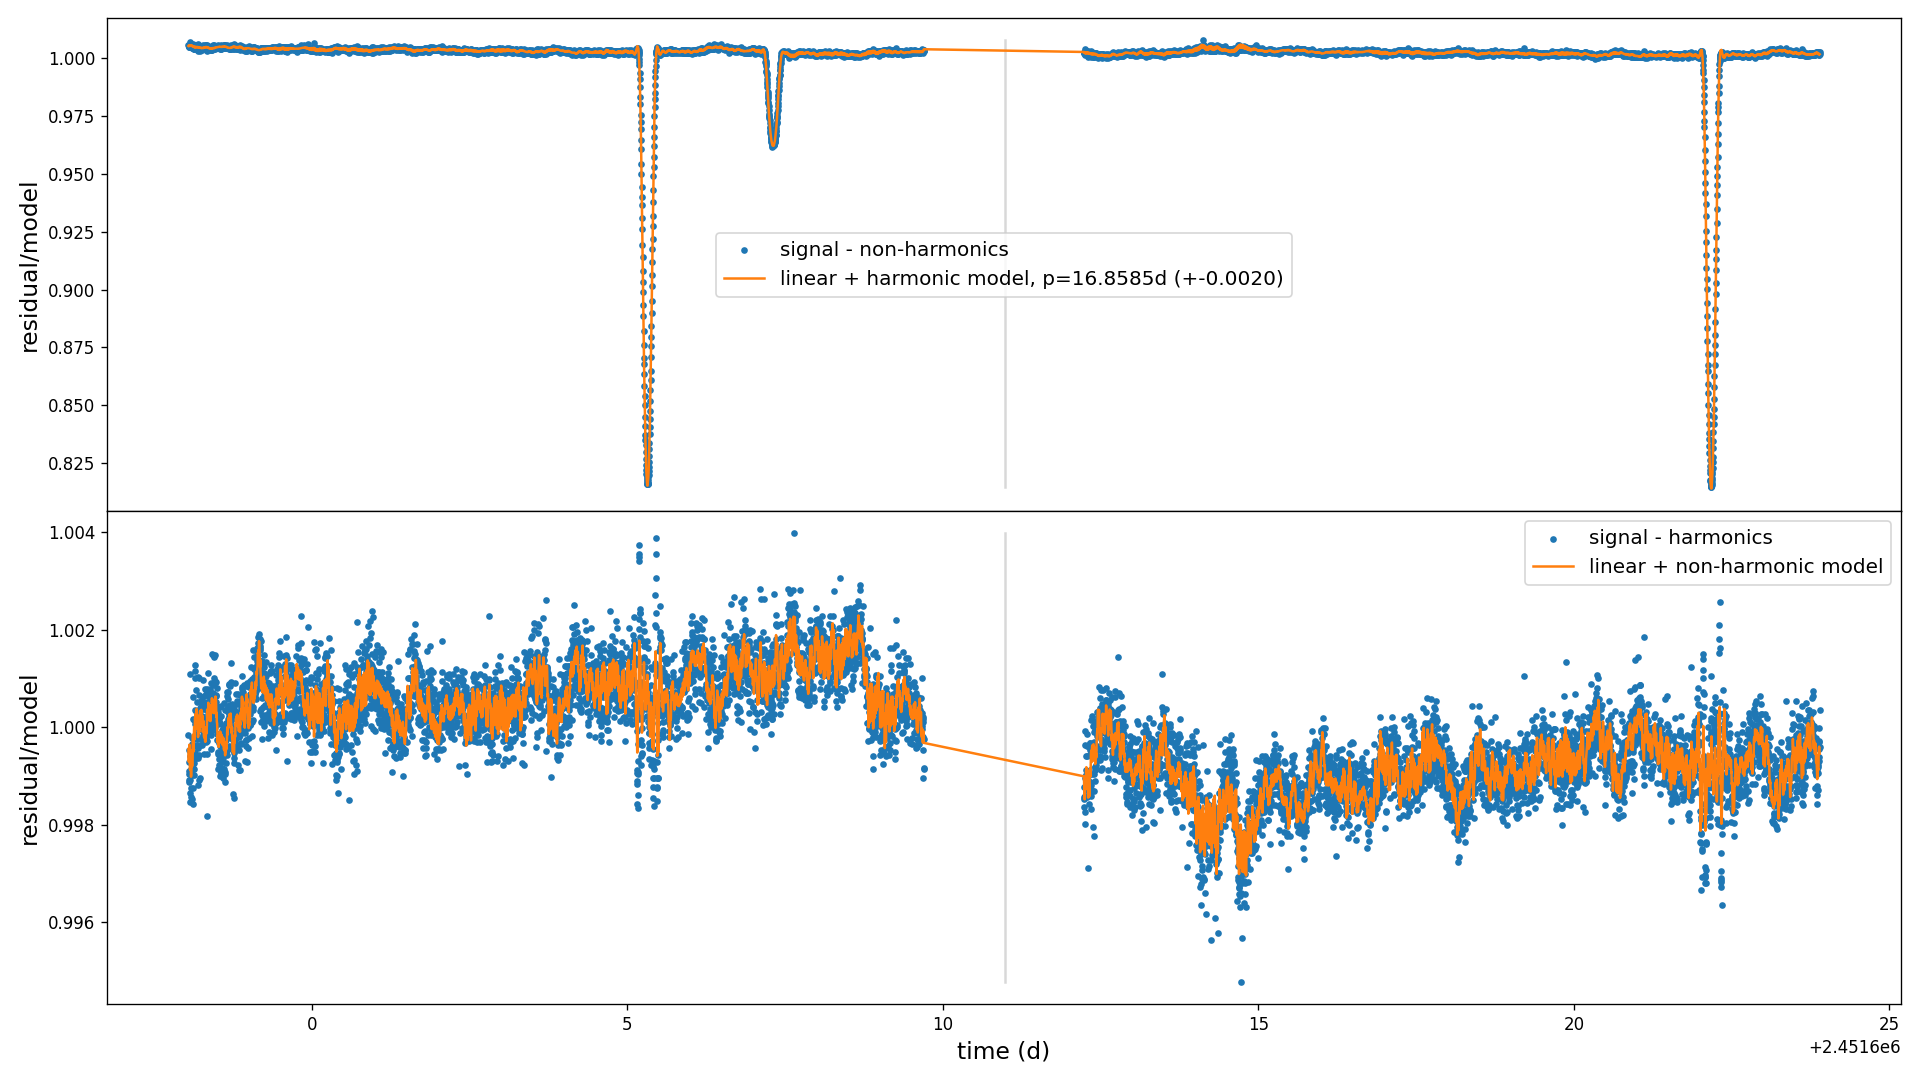 residual/model
1.000
0.975
0.950
0.925
0.900
0.875
0.850
0.825
signal - non-harmonics
linear + harmonic model, p=16.8585d (+-0.0020)
residual/model
1.004
1.002
1.000
0.998
0.996
signal - harmonics
linear + non-harmonic model
0 5 10 15 20 25
time (d)
+2.4516e6